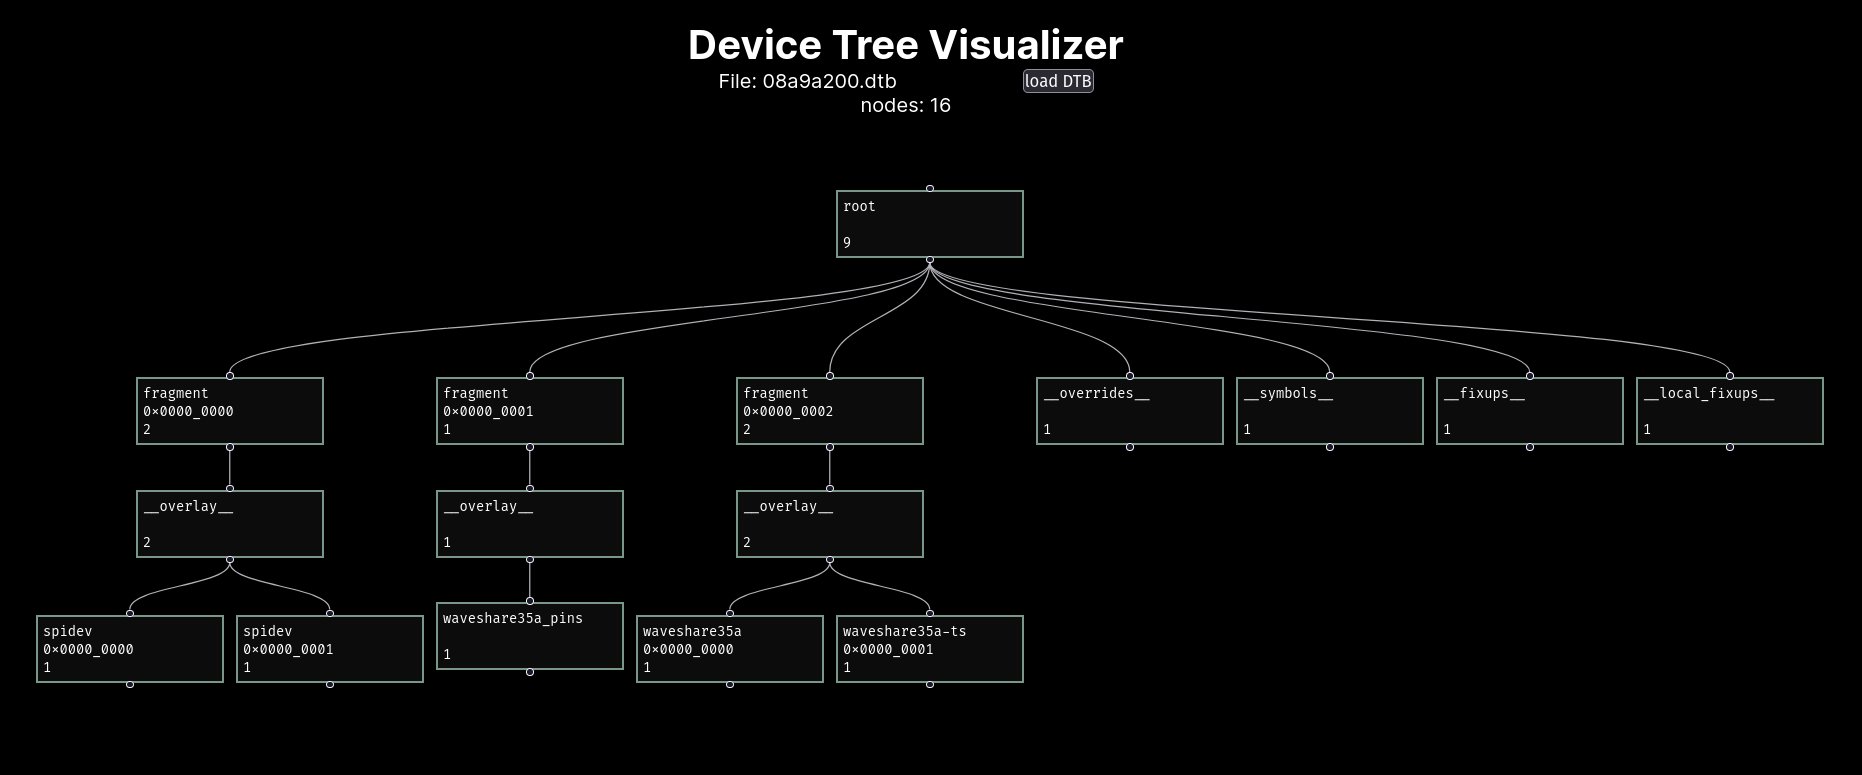 Device Tree Visualizer
File: 08a9a200.dtb
load DTB
nodes: 16
root
9
fragment
0×0000_0000
2
fragment
0×0000_0001
1
fragment
0×0000_0002
2
__overrides__
1
__symbols__
1
__fixups__
1
__local_fixups__
1
__overlay__
2
__overlay__
1
__overlay__
2
spidev
0×0000_0000
1
spidev
0×0000_0001
1
waveshare35a_pins
1
waveshare35a
0×0000_0000
1
waveshare35a-ts
0×0000_0001
1